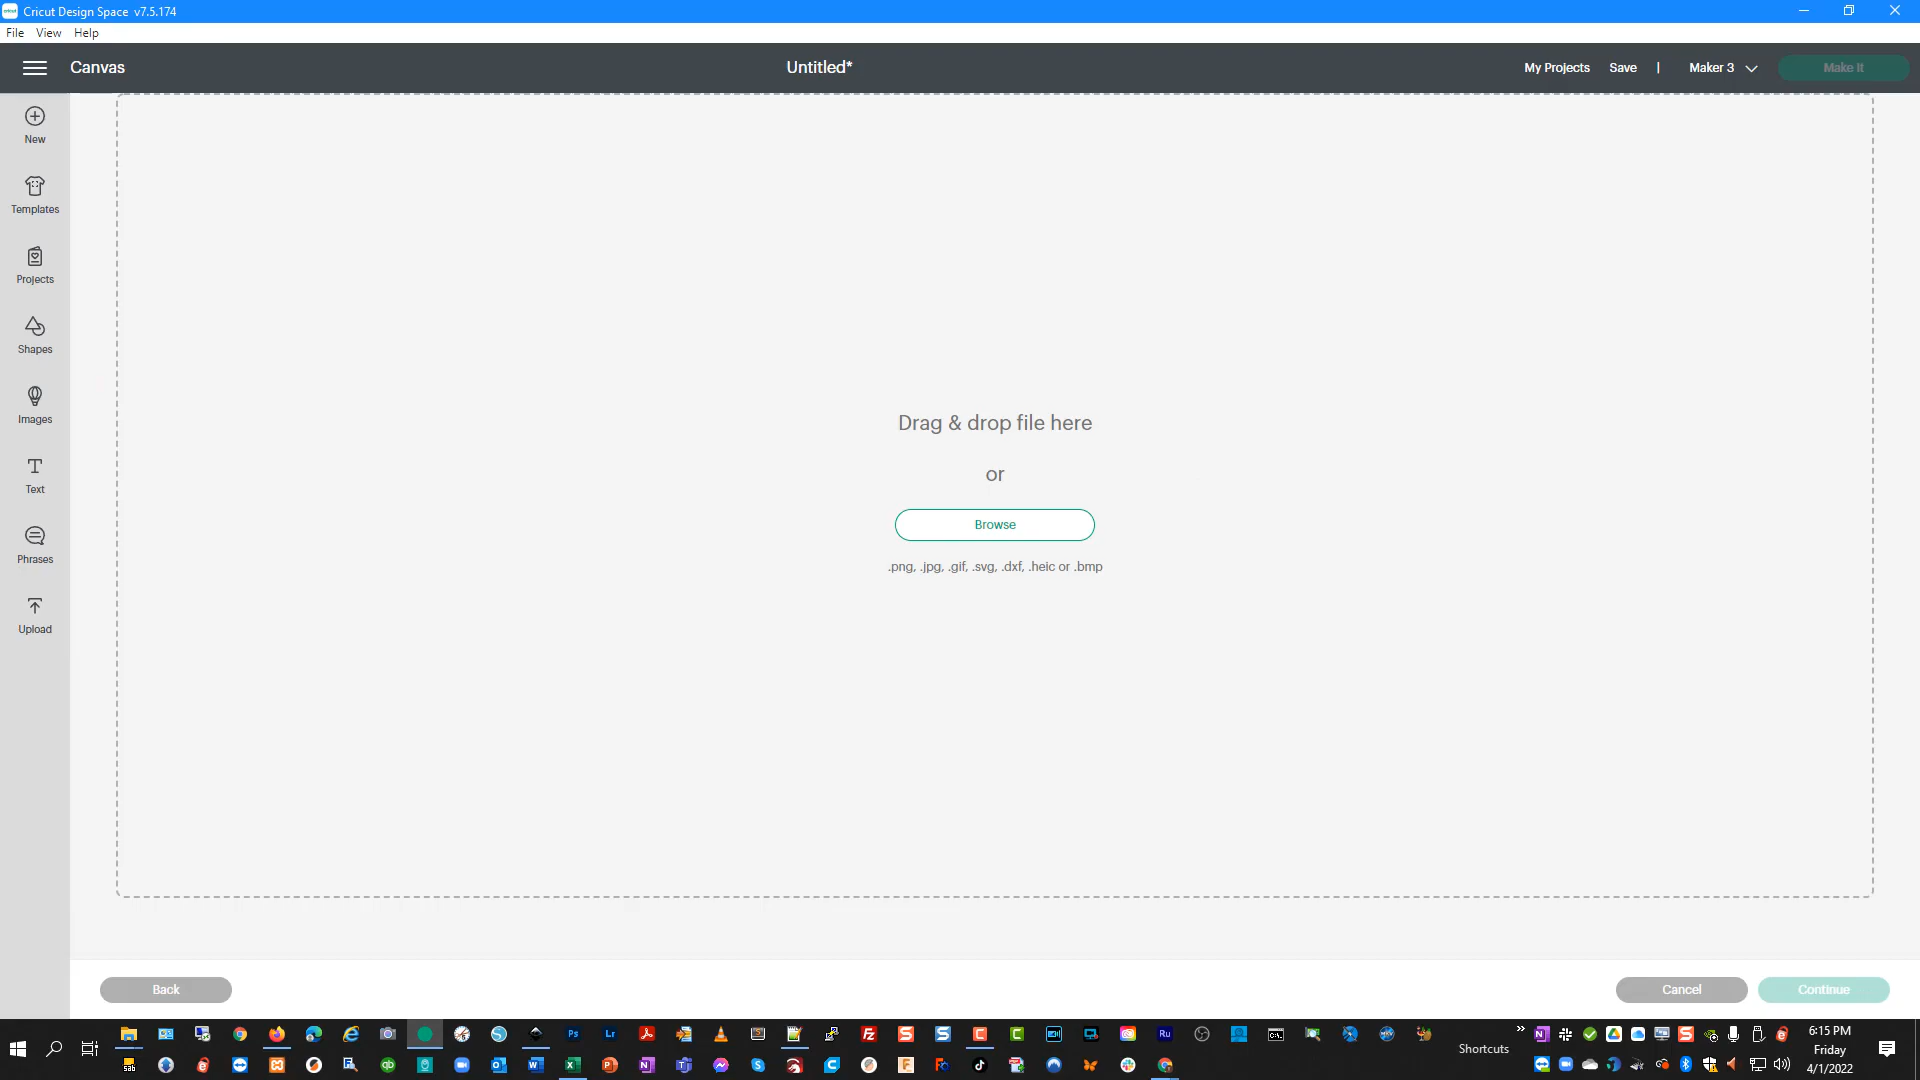 Cricut Design Space v7.5.174
File View Help
Canvas
Untitled*
My Projects Save | Maker 3 Make It
New
Templates
Projects
Shapes
Images
Text
Phrases
Upload
Drag & drop file here
or
Browse
.png, .jpg, .gif, .svg, .dxf, .heic or .bmp
Back
Cancel
Continue
Shortcuts
6:15 PM
Friday
4/1/2022